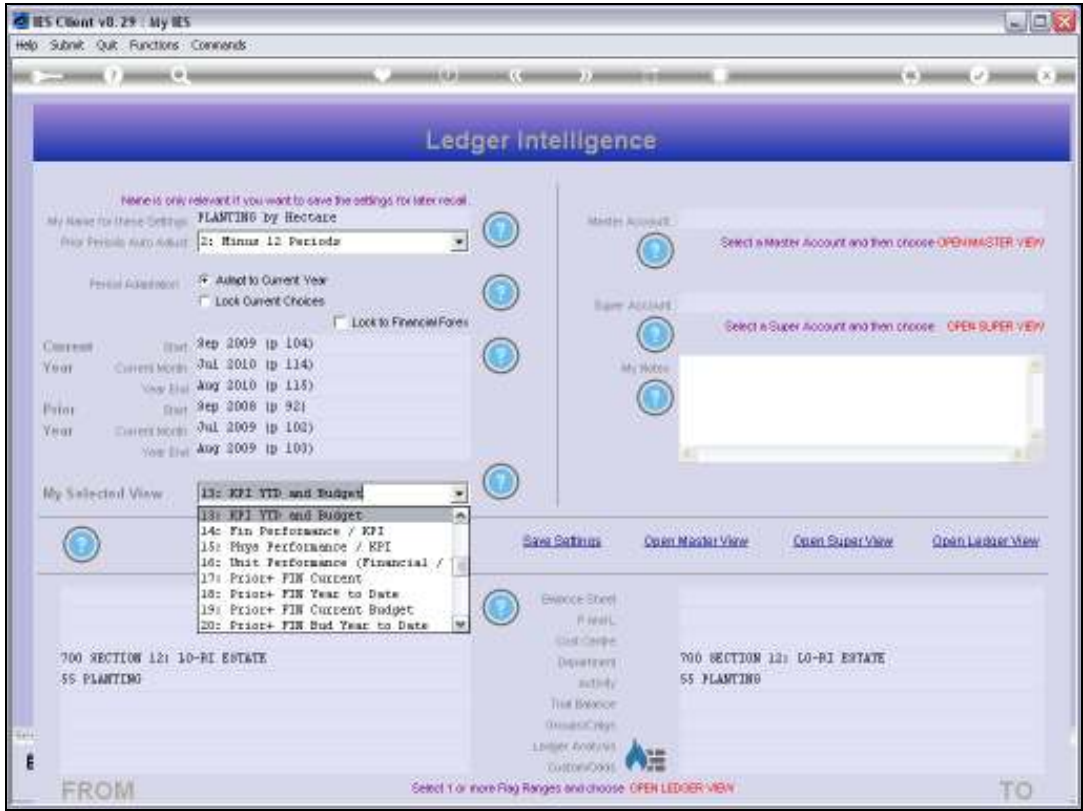 IES Client v8.29 : My IES
Help Submit Quit Functions Commands
Ledger Intelligence
Name is only relevant if you want to save the settings for later recall.
My Name for these Settings PLANTING by Hectare
Prior Periods Auto Adjust 2: Minus 12 Periods
Period Adaptation Adapt to Current Year
Lock Current Choices
Lock to Financial Forex
Current Year Start Sep 2009 (p 104)
Current Month Jul 2010 (p 114)
Year End Aug 2010 (p 115)
Prior Year Start Sep 2008 (p 92)
Current Month Jul 2009 (p 102)
Year End Aug 2009 (p 103)
My Selected View 13: KPI YTD and Budget
13: KPI YTD and Budget
14: Fin Performance / KPI
15: Phys Performance / KPI
16: Unit Performance (Financial /
17: Prior+ FIN Current
18: Prior+ FIN Year to Date
19: Prior+ FIN Current Budget
20: Prior+ FIN Bud Year to Date
Master Account
Select a Master Account and then choose OPEN MASTER VIEW
Super Account
Select a Super Account and then choose OPEN SUPER VIEW
My Notes
Save Settings Open Master View Open Super View Open Ledger View
Balance Sheet
P and L
Cost Centre
700 SECTION 12: LO-RI ESTATE Department 700 SECTION 12: LO-RI ESTATE
55 PLANTING Activity 55 PLANTING
Trial Balance
Ledger Analysis
FROM Select 1 or more Flag Ranges and choose OPEN LEDGER VIEW TO